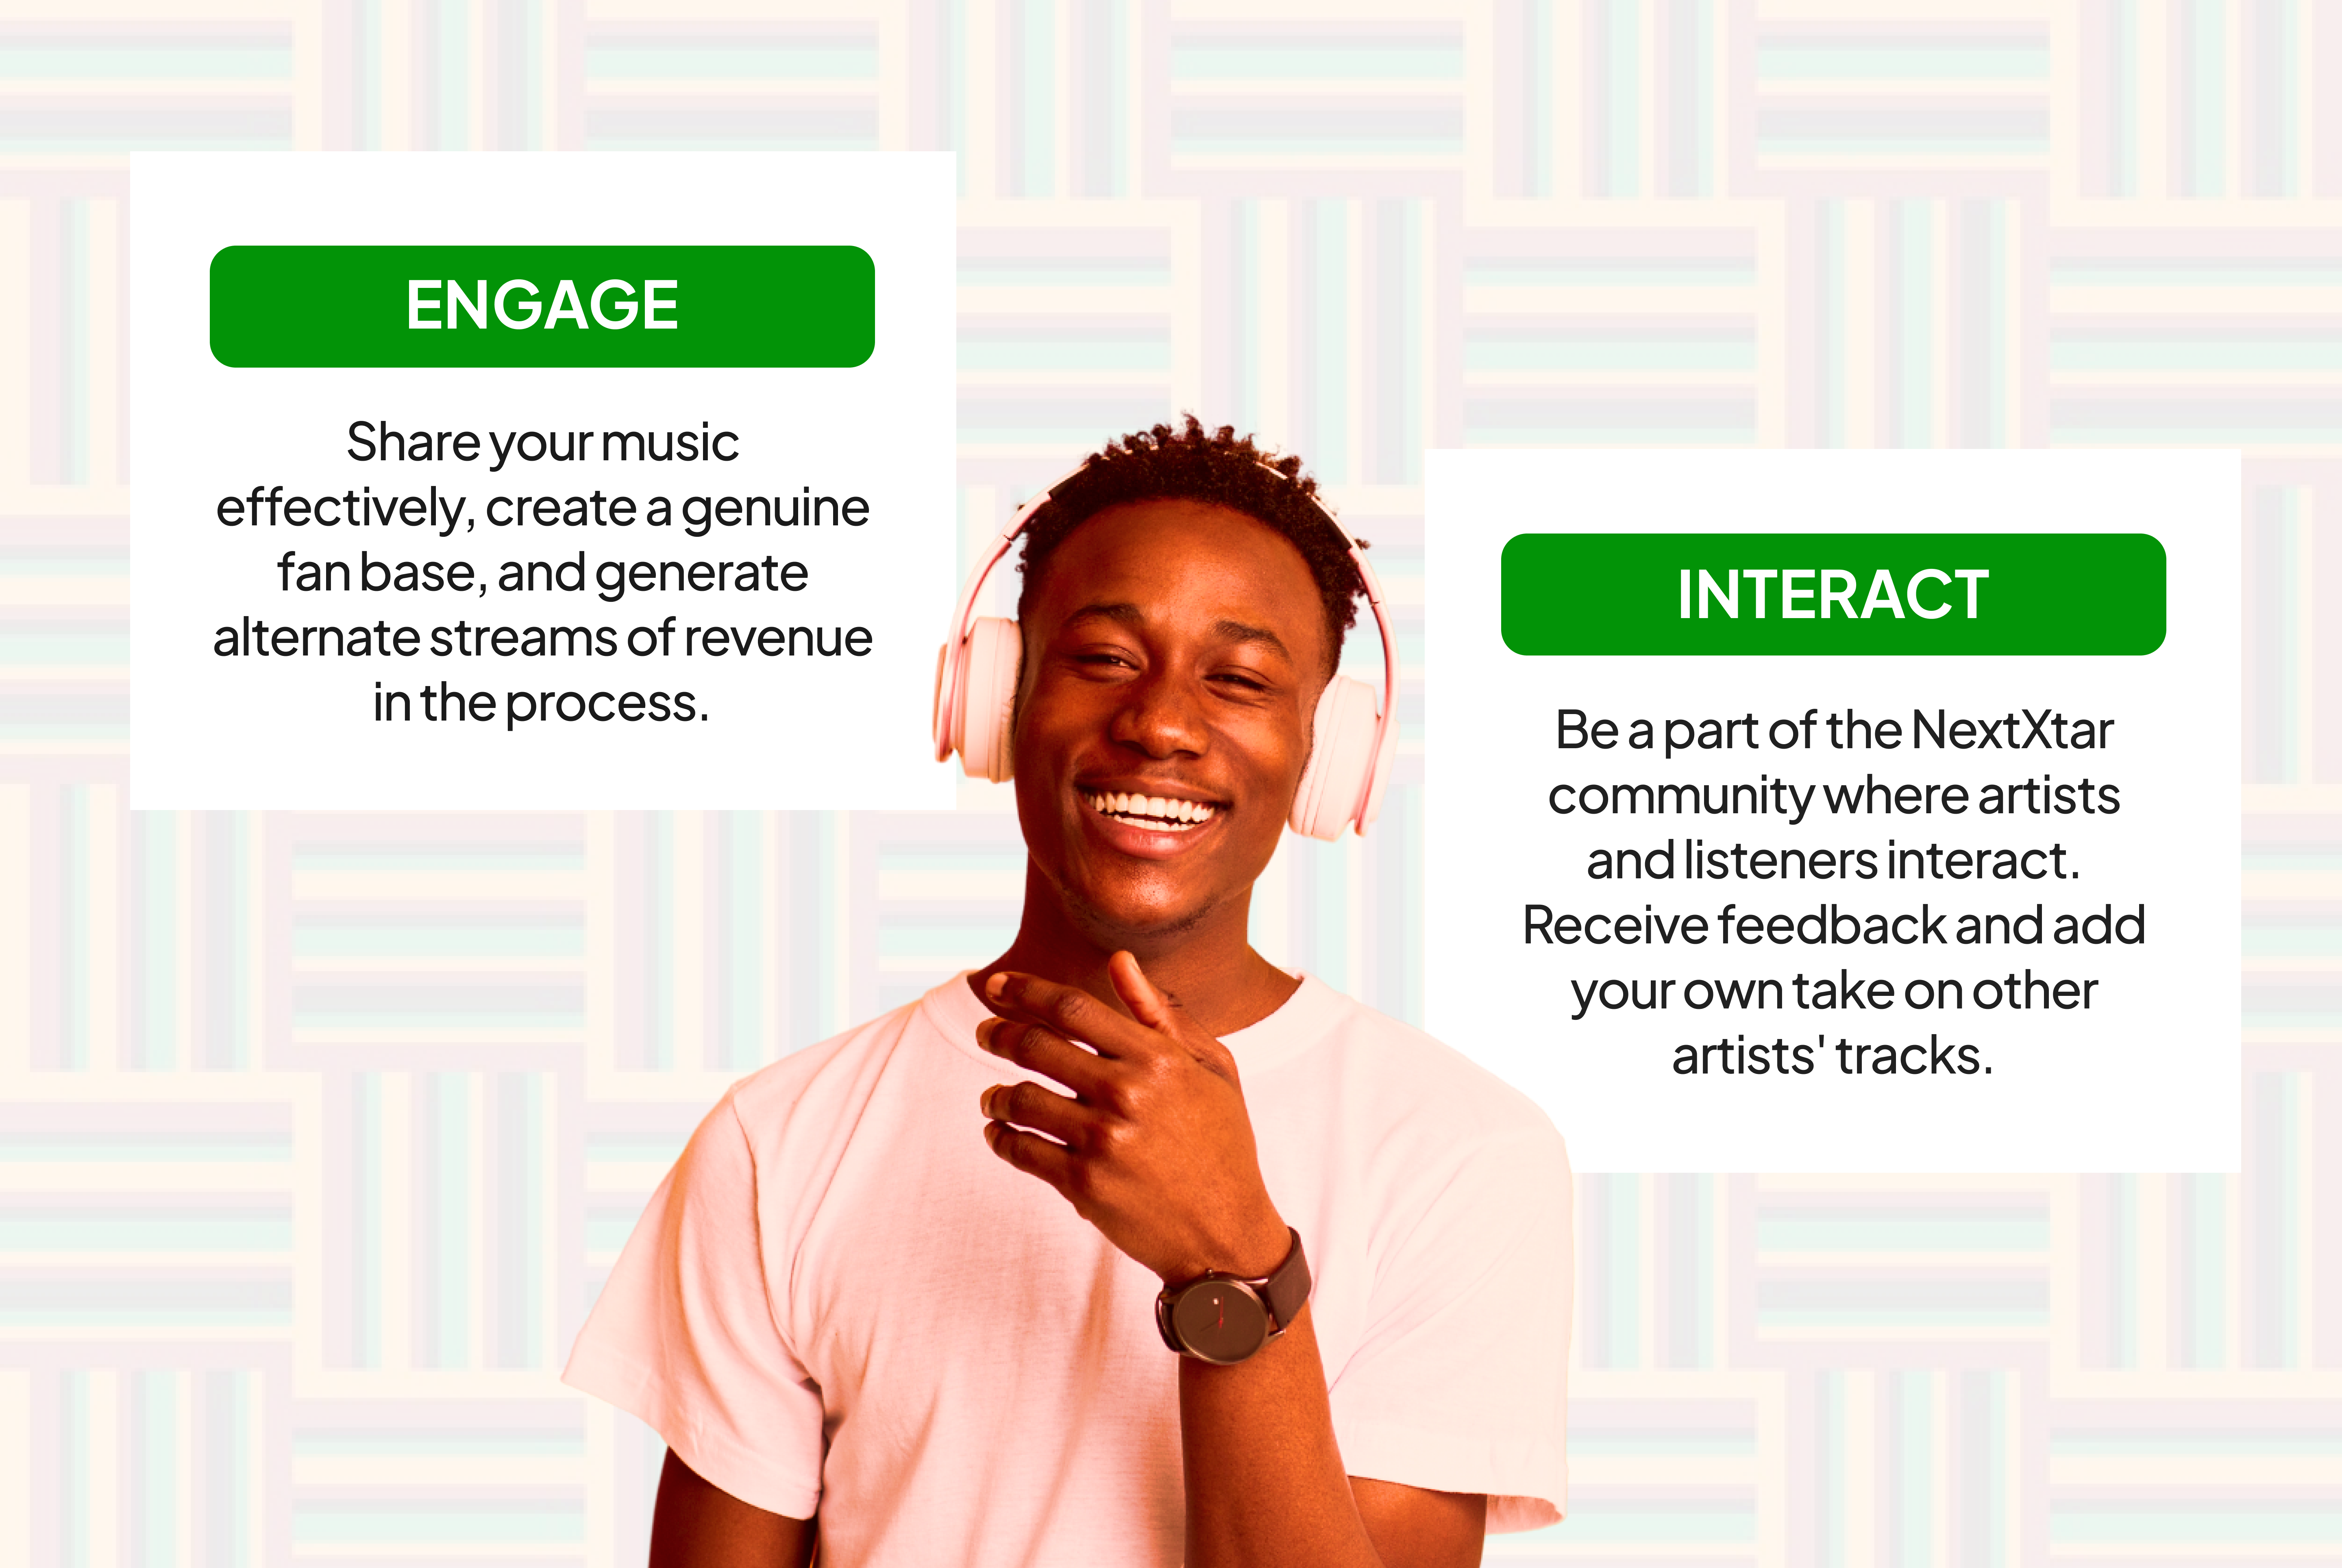 ENGAGE
Share your music
effectively, create a genuine
fan base, and generate
alternate streams of revenue
in the process.
INTERACT
Be a part of the NextXtar
community where artists
and listeners interact.
Receive feedback and add
your own take on other
artists' tracks.